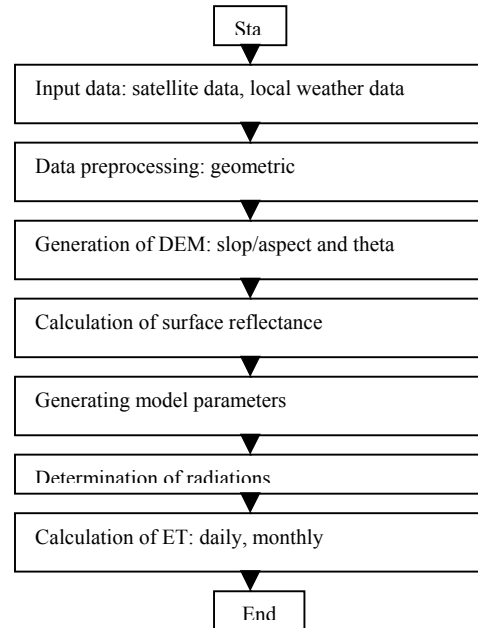 Sta
Input data: satellite data, local weather data
Data preprocessing: geometric
Generation of DEM: slop/aspect and theta
Calculation of surface reflectance
Generating model parameters
Determination of radiations
Calculation of ET: daily, monthly
End